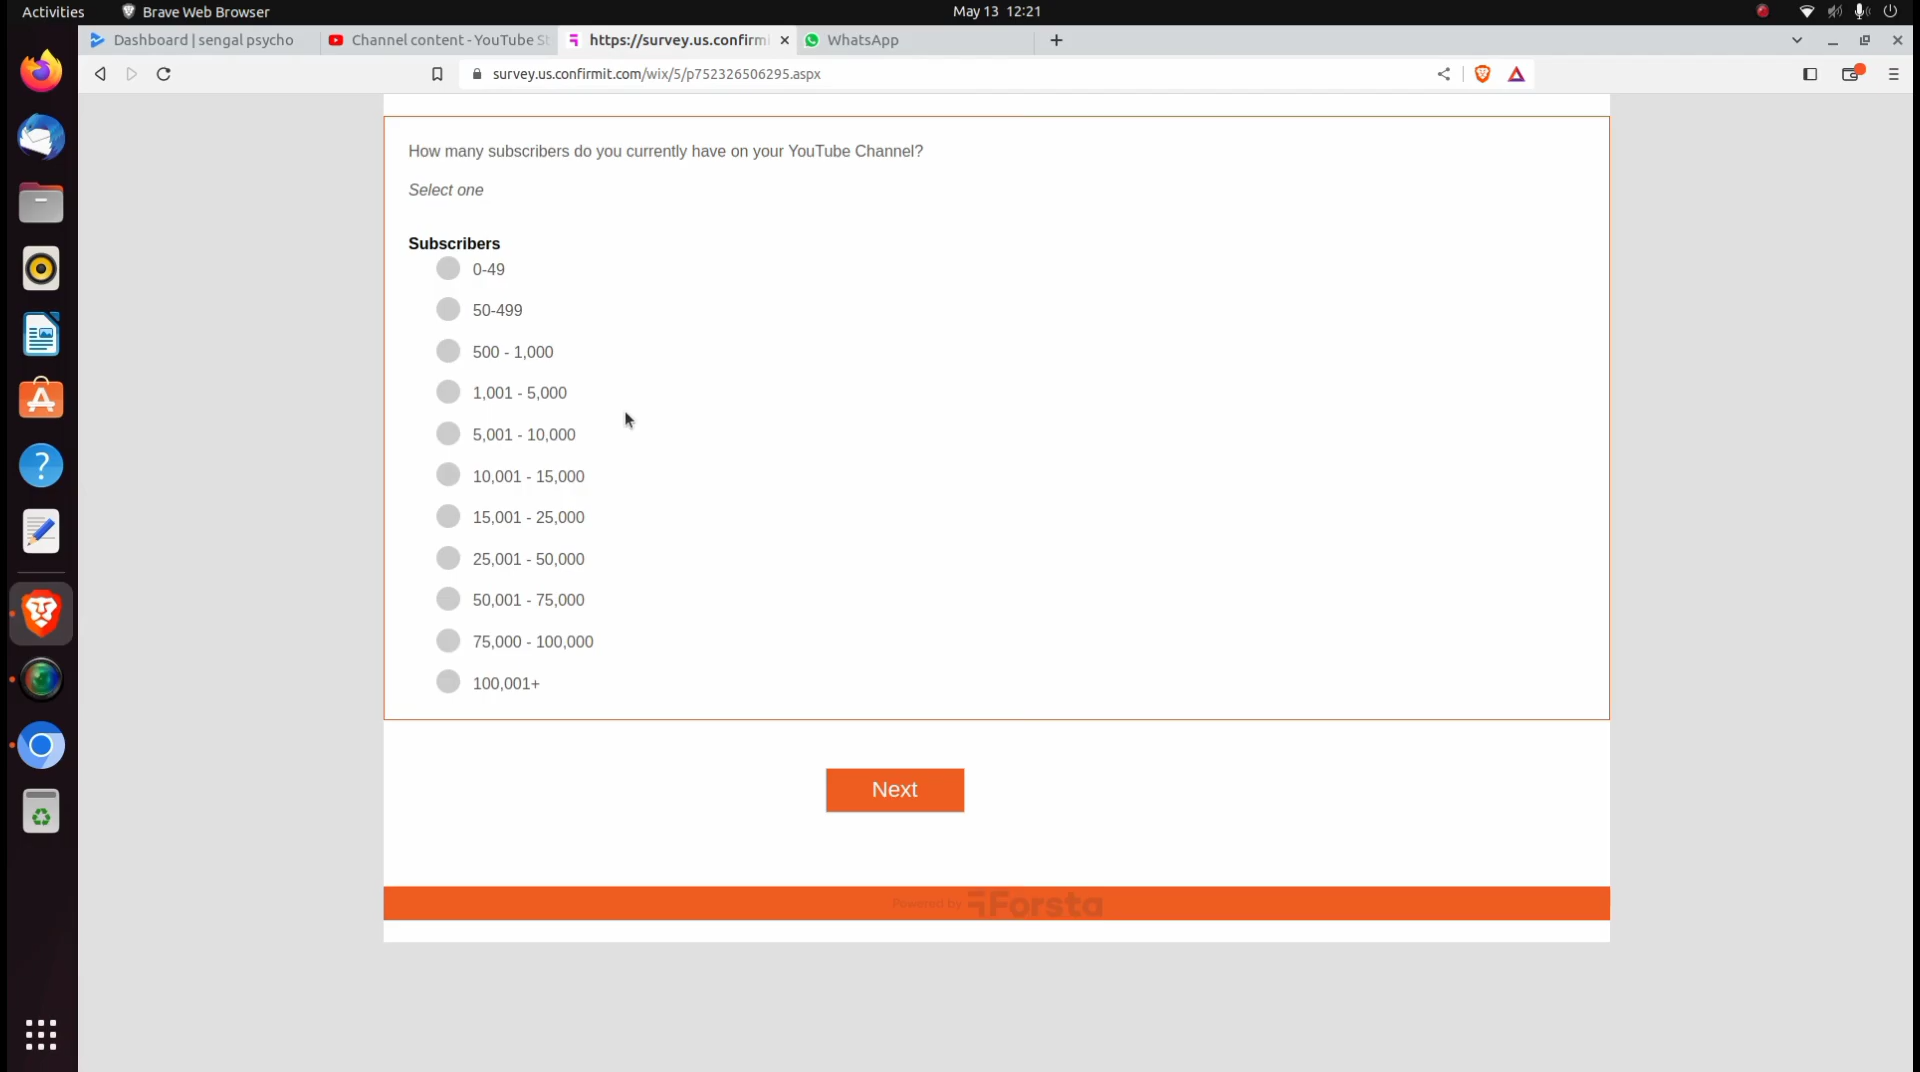 Activities Brave Web Browser May 13 12:21
Dashboard | sengal psycho Channel content - YouTube St https://survey.us.confirmi WhatsApp
survey.us.confirmit.com/wix/5/p752326506295.aspx
How many subscribers do you currently have on your YouTube Channel?
Select one
Subscribers
0-49
50-499
500 - 1,000
1,001 - 5,000
5,001 - 10,000
10,001 - 15,000
15,001 - 25,000
25,001 - 50,000
50,001 - 75,000
75,000 - 100,000
100,001+
Next
Powered by Forsta